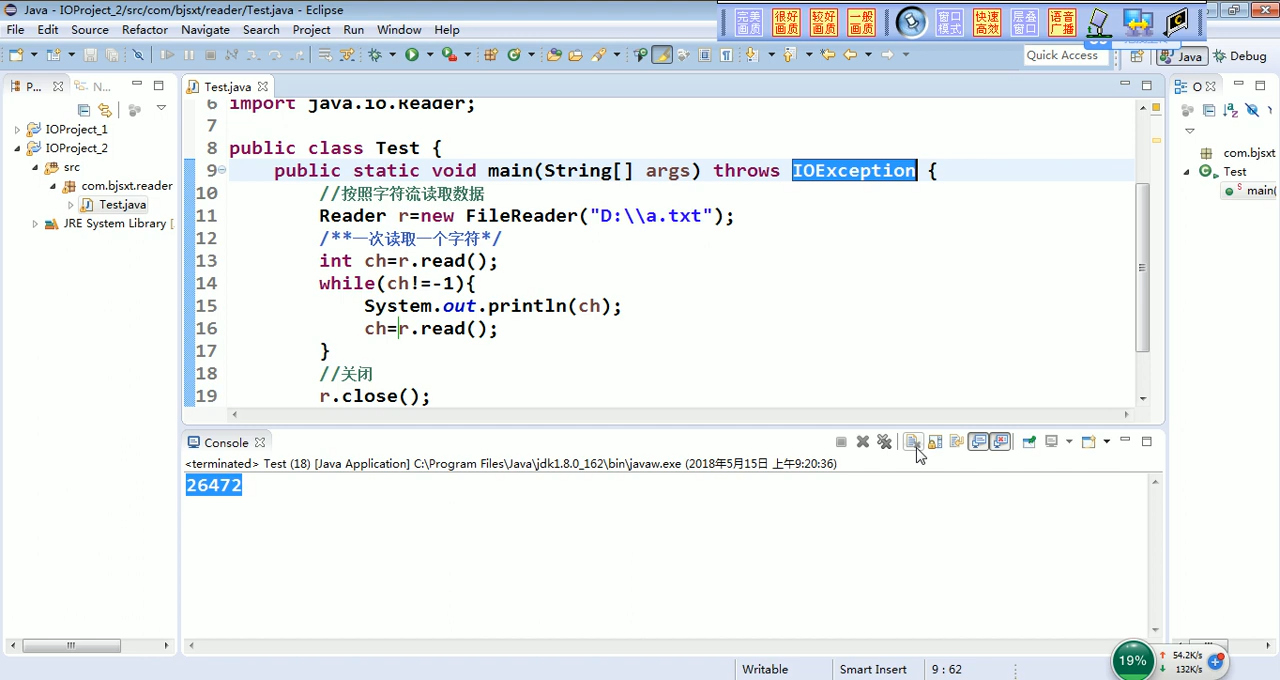 Java - IOProject_2/src/com/bjsxt/reader/Test.java - Eclipse
File Edit Source Refactor Navigate Search Project Run Window Help
完美画质 很好画质 较好画质 一般画质 窗口模式 快速高效 层叠窗口 语音广播
Quick Access Java Debug
P... N... Test.java O
IOProject_1
IOProject_2
src
com.bjsxt.reader
Test.java
JRE System Library [
6 import java.io.Reader;
7
8 public class Test {
9 public static void main(String[] args) throws IOException {
10 //按照字符流读取数据
11 Reader r=new FileReader("D:\\a.txt");
12 /**一次读取一个字符*/
13 int ch=r.read();
14 while(ch!=-1){
15 System.out.println(ch);
16 ch=r.read();
17 }
18 //关闭
19 r.close();
com.bjsxt
Test
main(
Console
<terminated> Test (18) [Java Application] C:\Program Files\Java\jdk1.8.0_162\bin\javaw.exe (2018年5月15日 上午9:20:36)
26472
Writable Smart Insert 9 : 62
19% 54.2K/s
132K/s